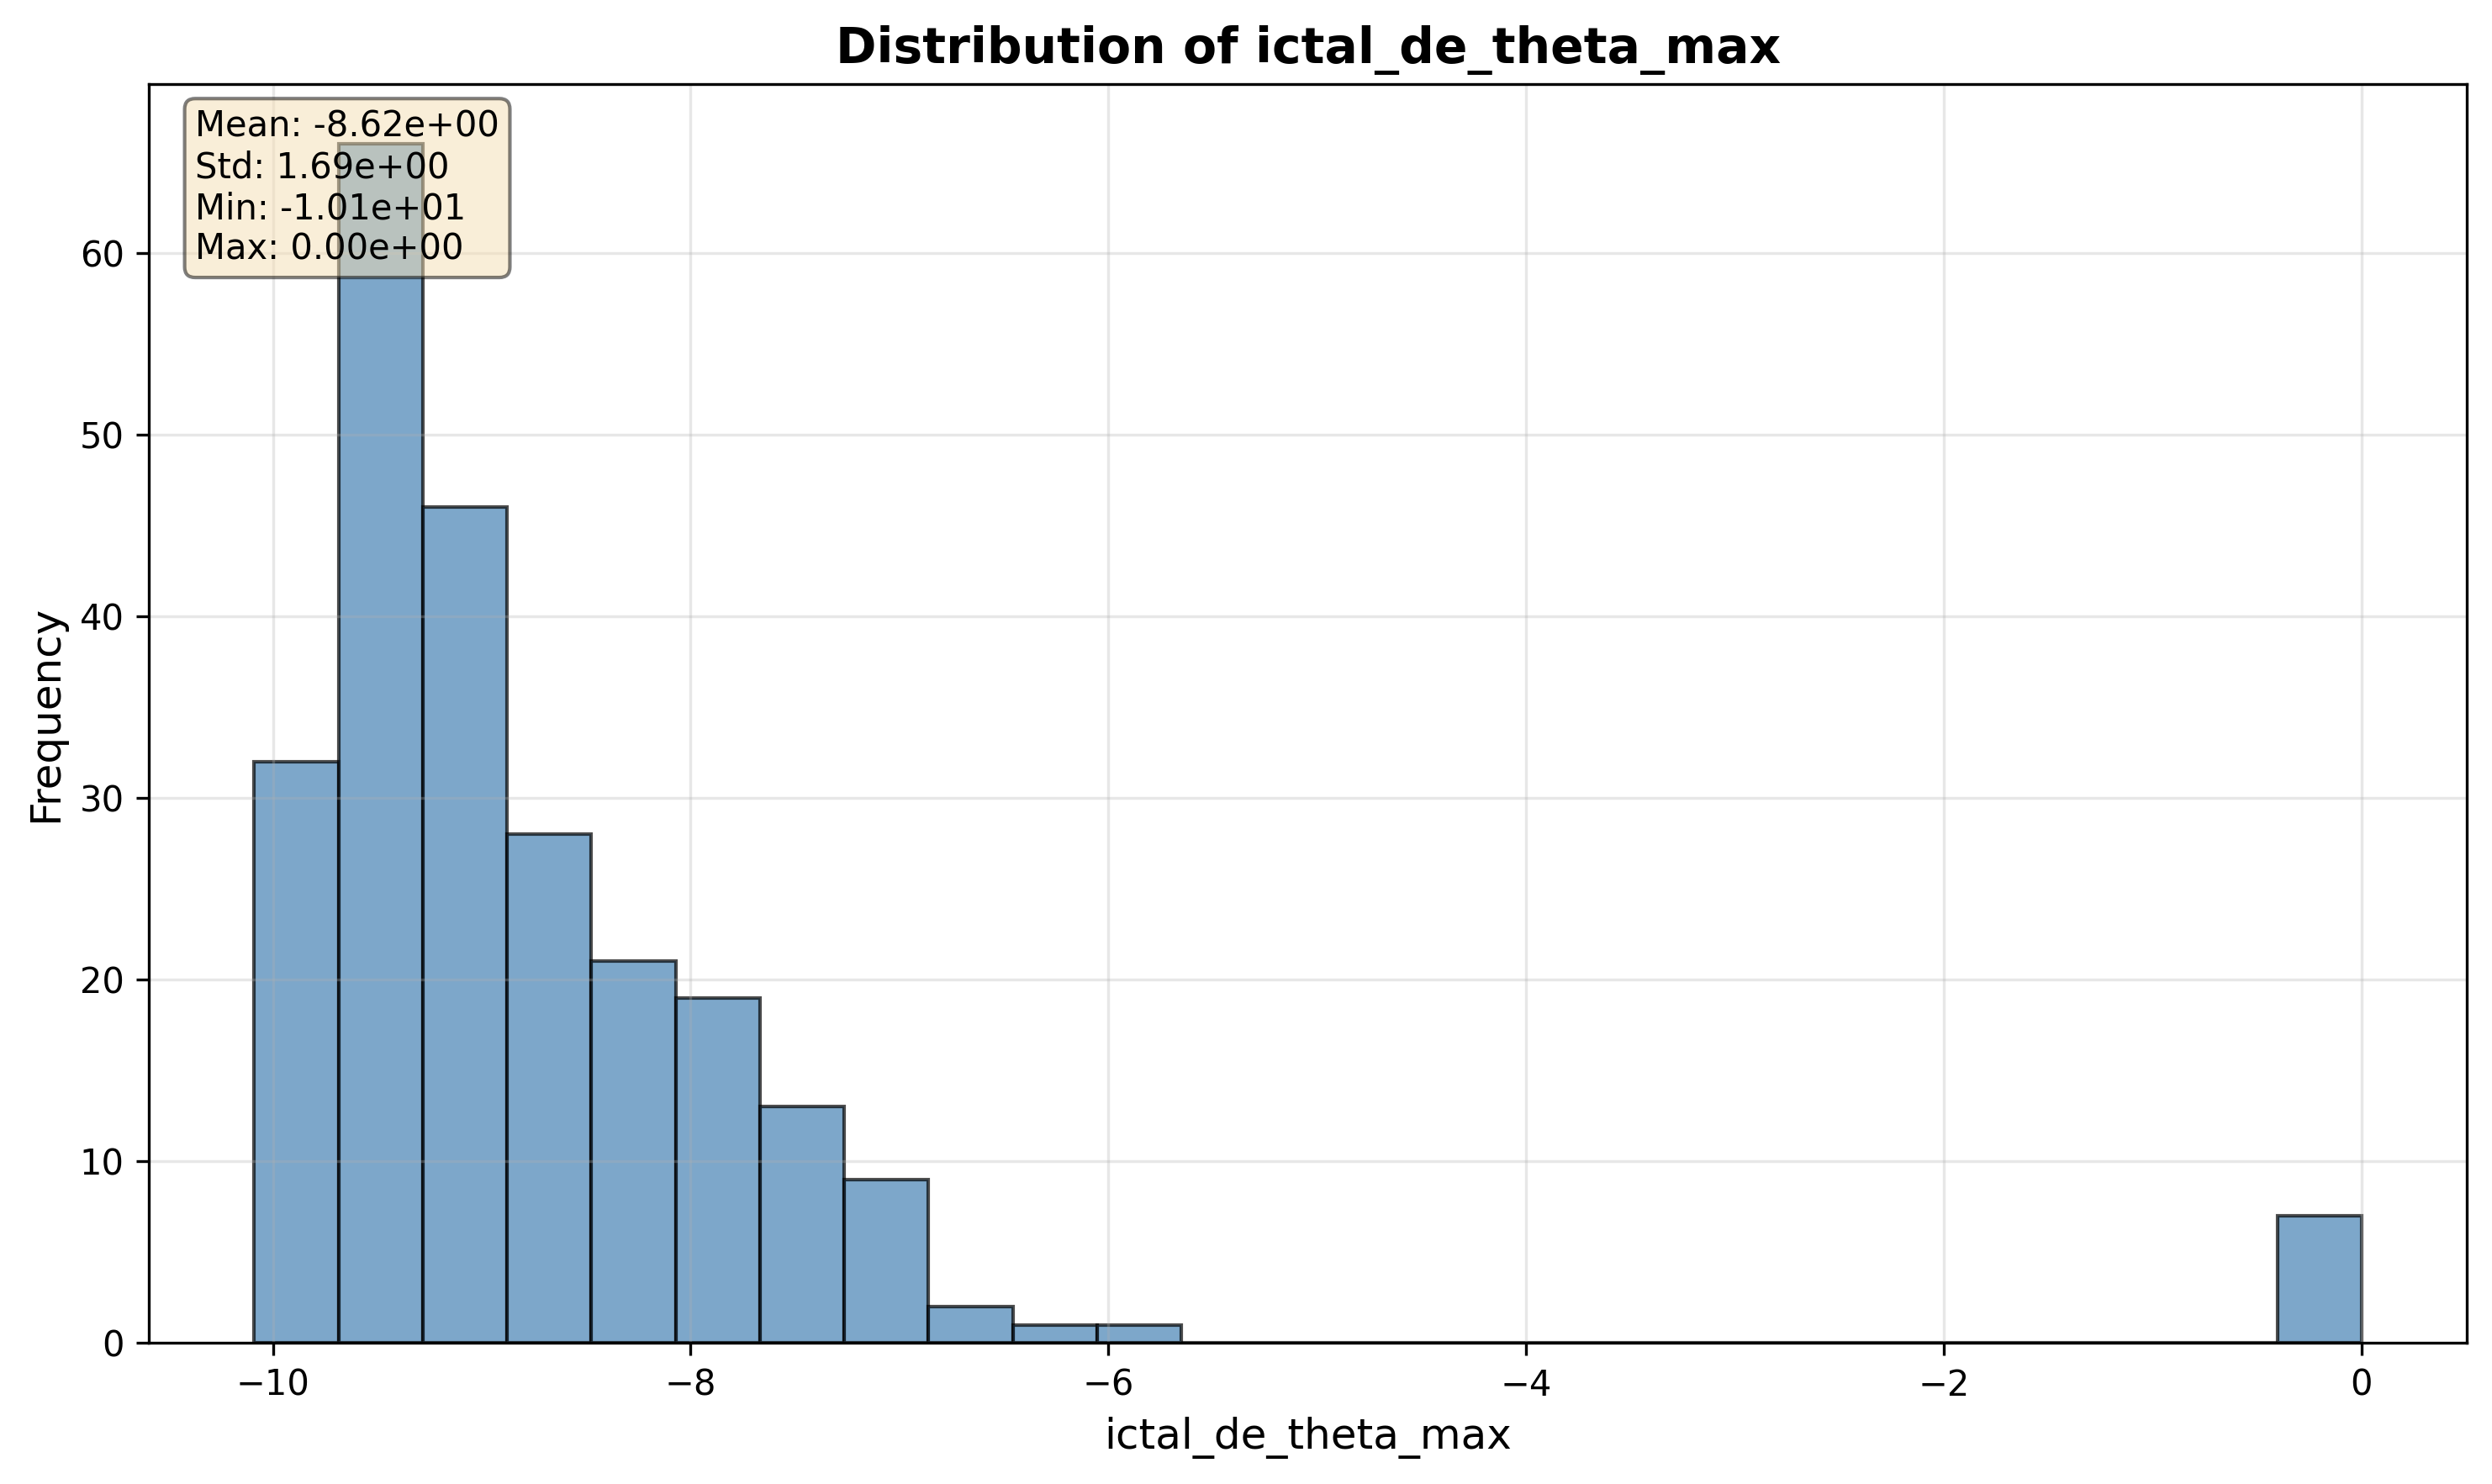 Distribution of ictal_de_theta_max
Mean: -8.62e+00
Std: 1.69e+00
Min: -1.01e+01
Max: 0.00e+00
Frequency
60
50
40
30
20
10
0
−10 −8 −6 −4 −2 0
ictal_de_theta_max